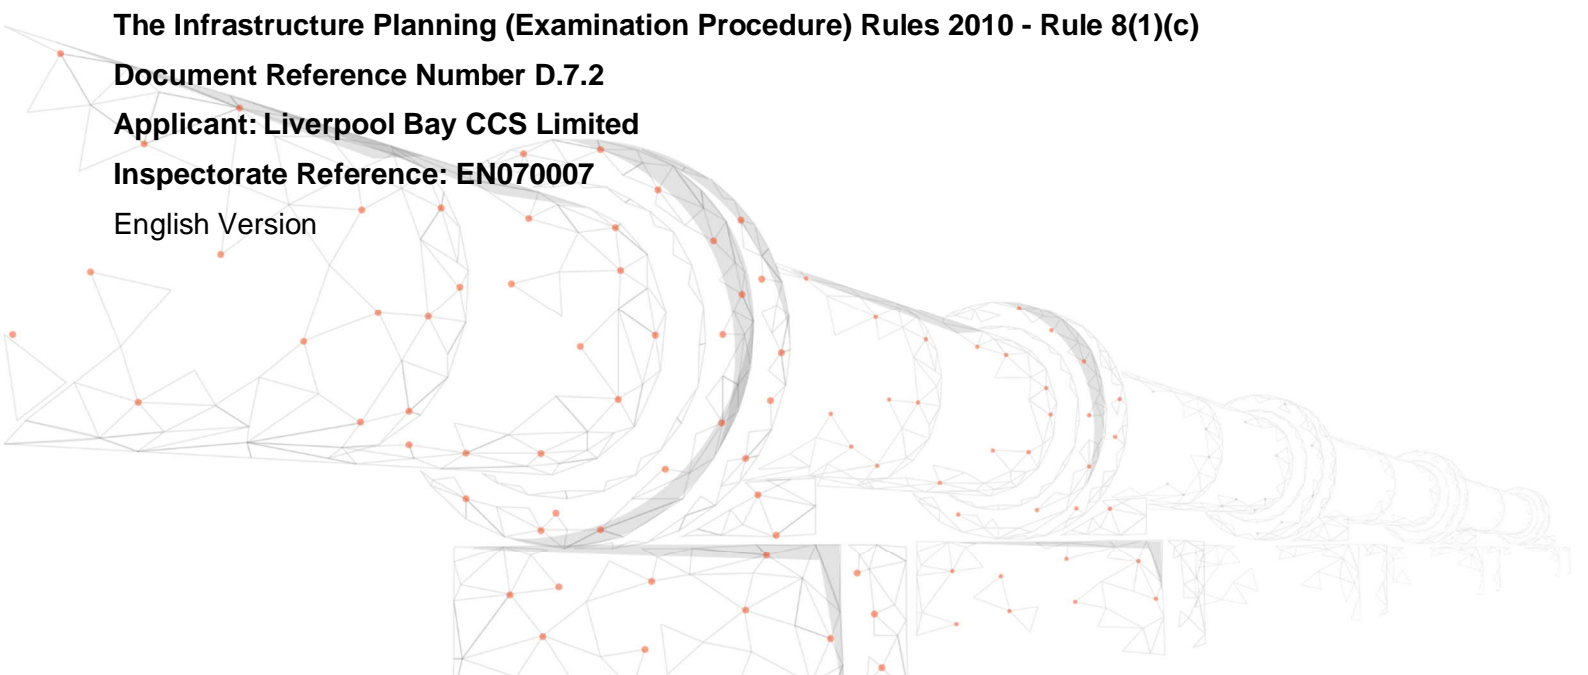 The Infrastructure Planning (Examination Procedure) Rules 2010 - Rule 8(1)(c)
Document Reference Number D.7.2
Applicant: Liverpool Bay CCS Limited
Inspectorate Reference: EN070007
English Version